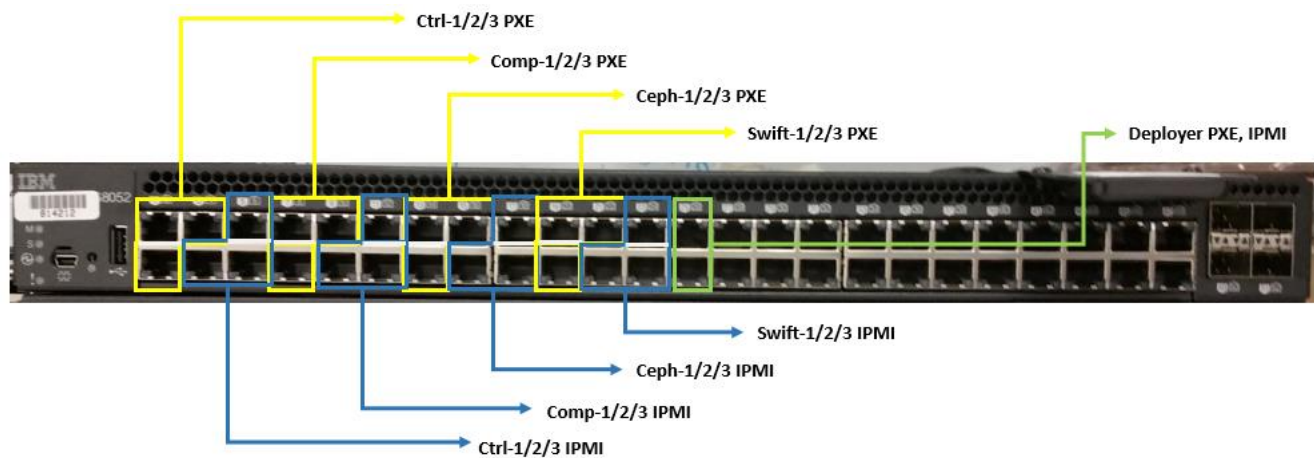 Ctrl-1/2/3 PXE
Comp-1/2/3 PXE
Ceph-1/2/3 PXE
Swift-1/2/3 PXE
Deployer PXE, IPMI
IBM
G8052
814212
M
S
Swift-1/2/3 IPMI
Ceph-1/2/3 IPMI
Comp-1/2/3 IPMI
Ctrl-1/2/3 IPMI